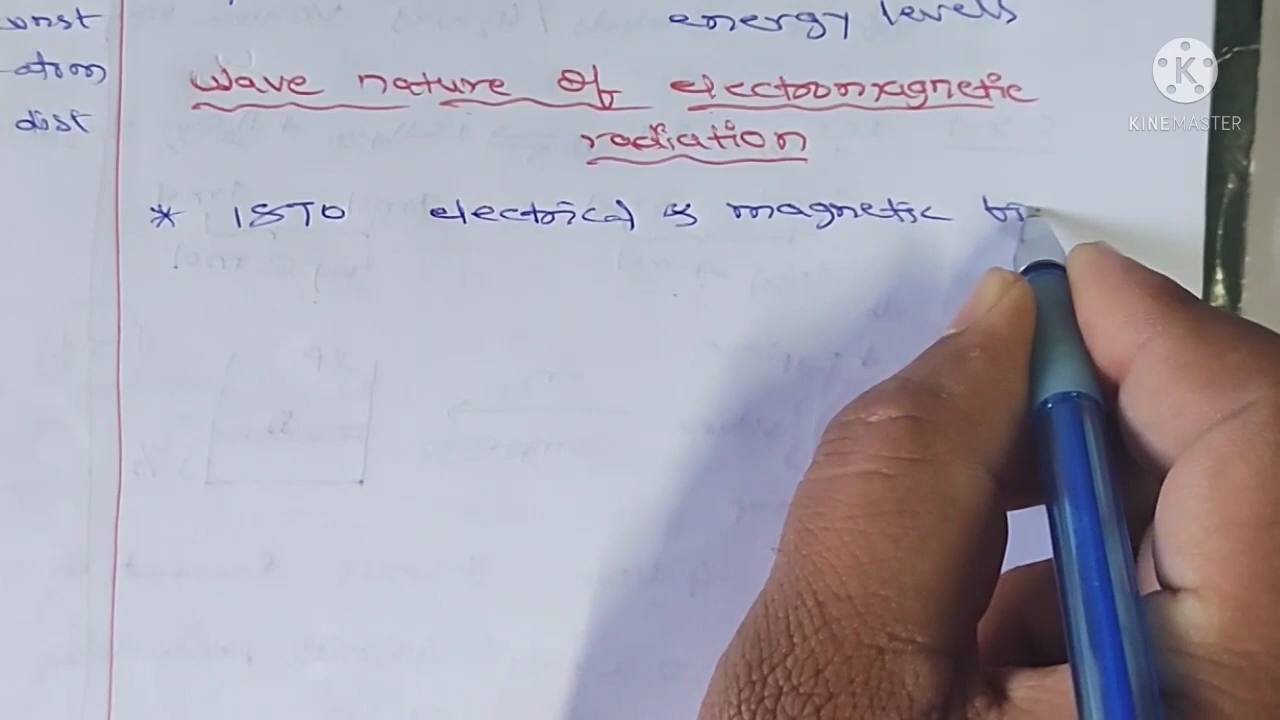 energy levels
onst
atom
dist
wave nature of electromagnetic
radiation
* 1870 electrical & magnetic
KINEMASTER